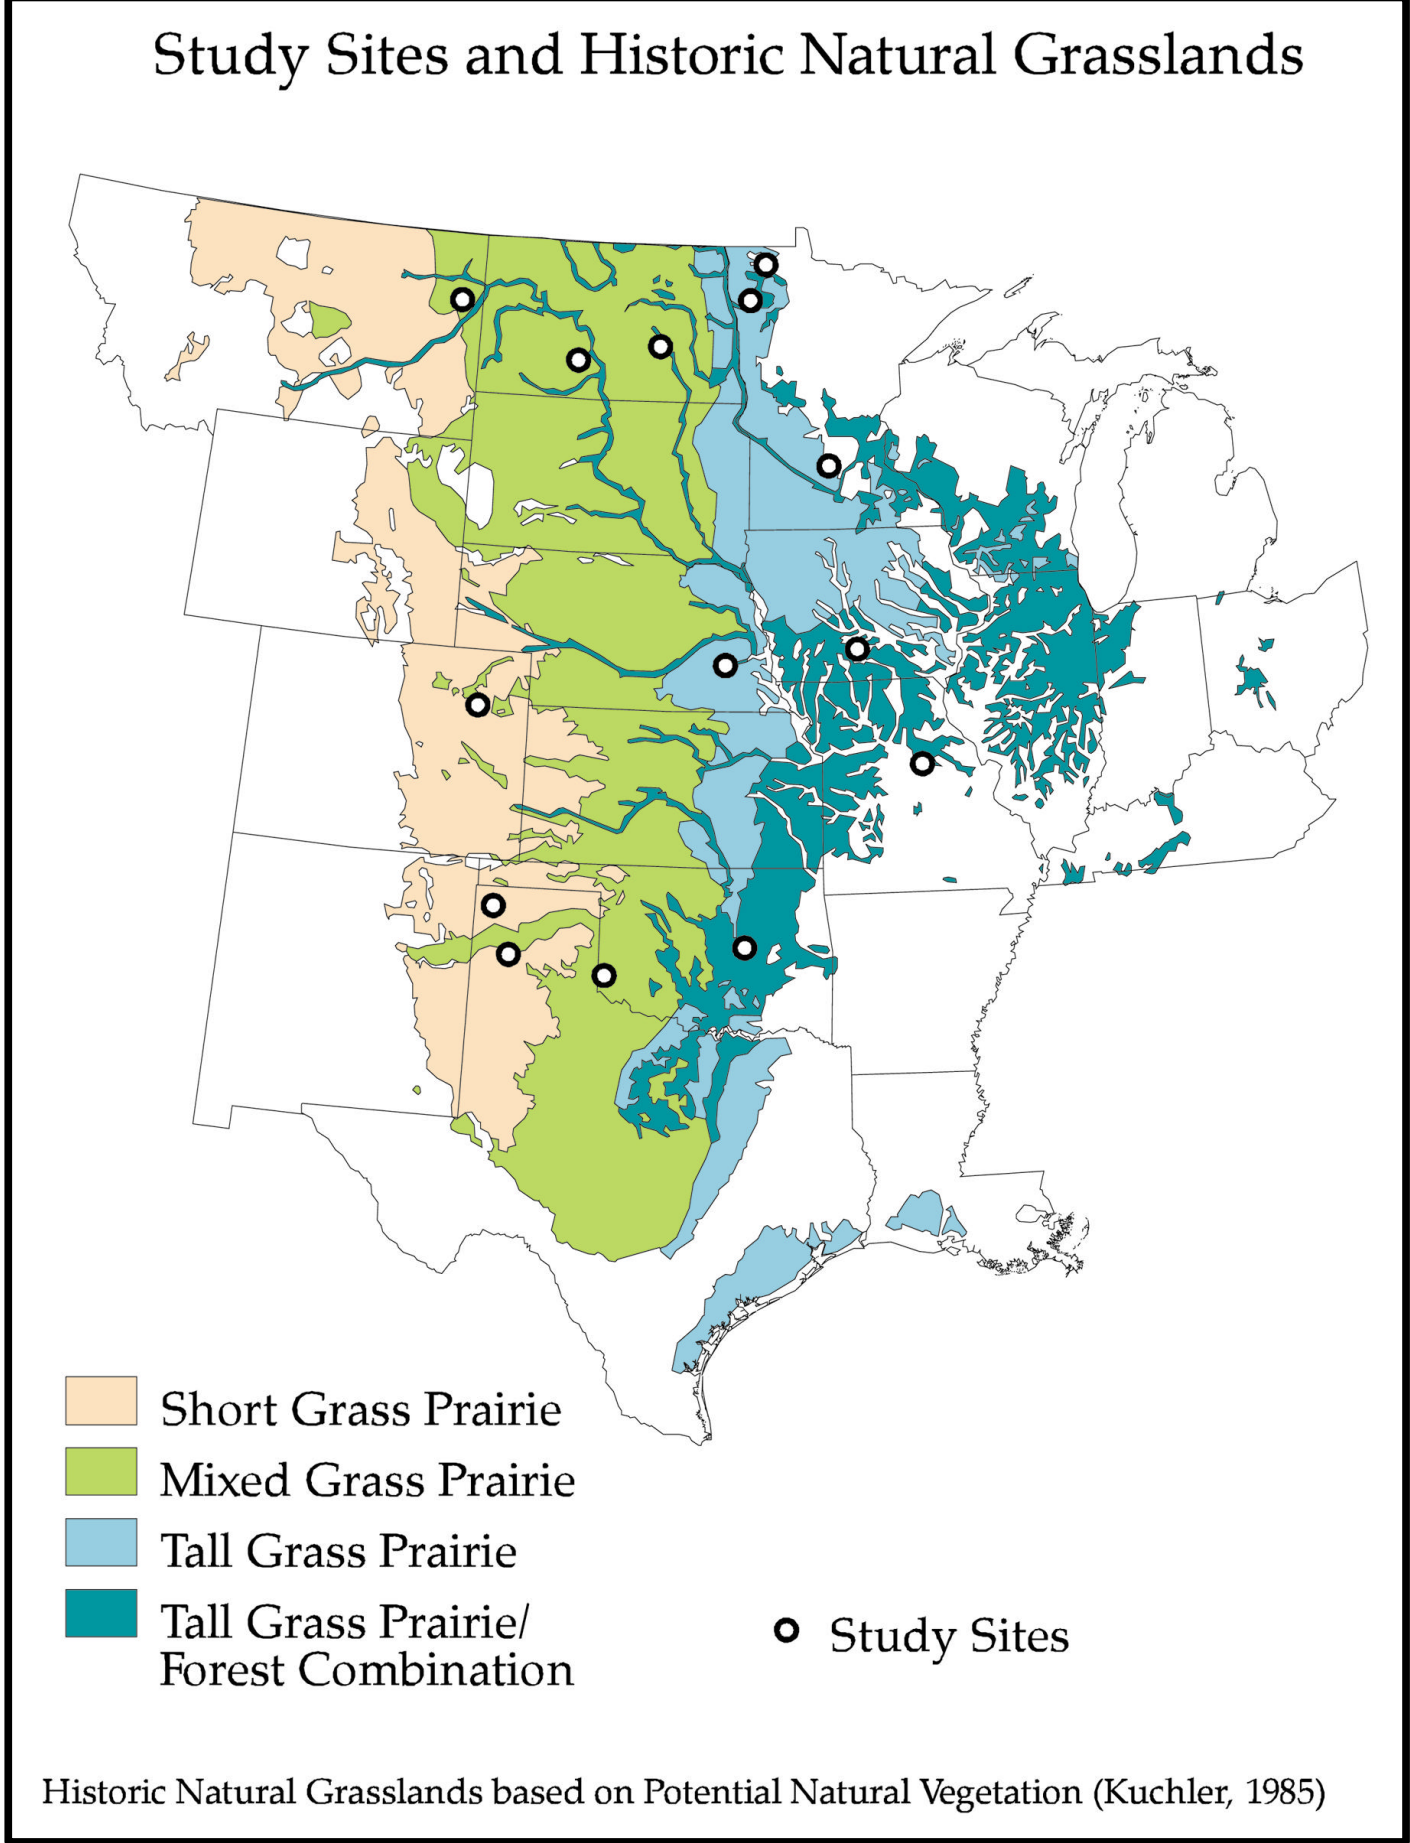 Study Sites and Historic Natural Grasslands
Short Grass Prairie
Mixed Grass Prairie
Tall Grass Prairie
Tall Grass Prairie/
Forest Combination
Study Sites
Historic Natural Grasslands based on Potential Natural Vegetation (Kuchler, 1985)